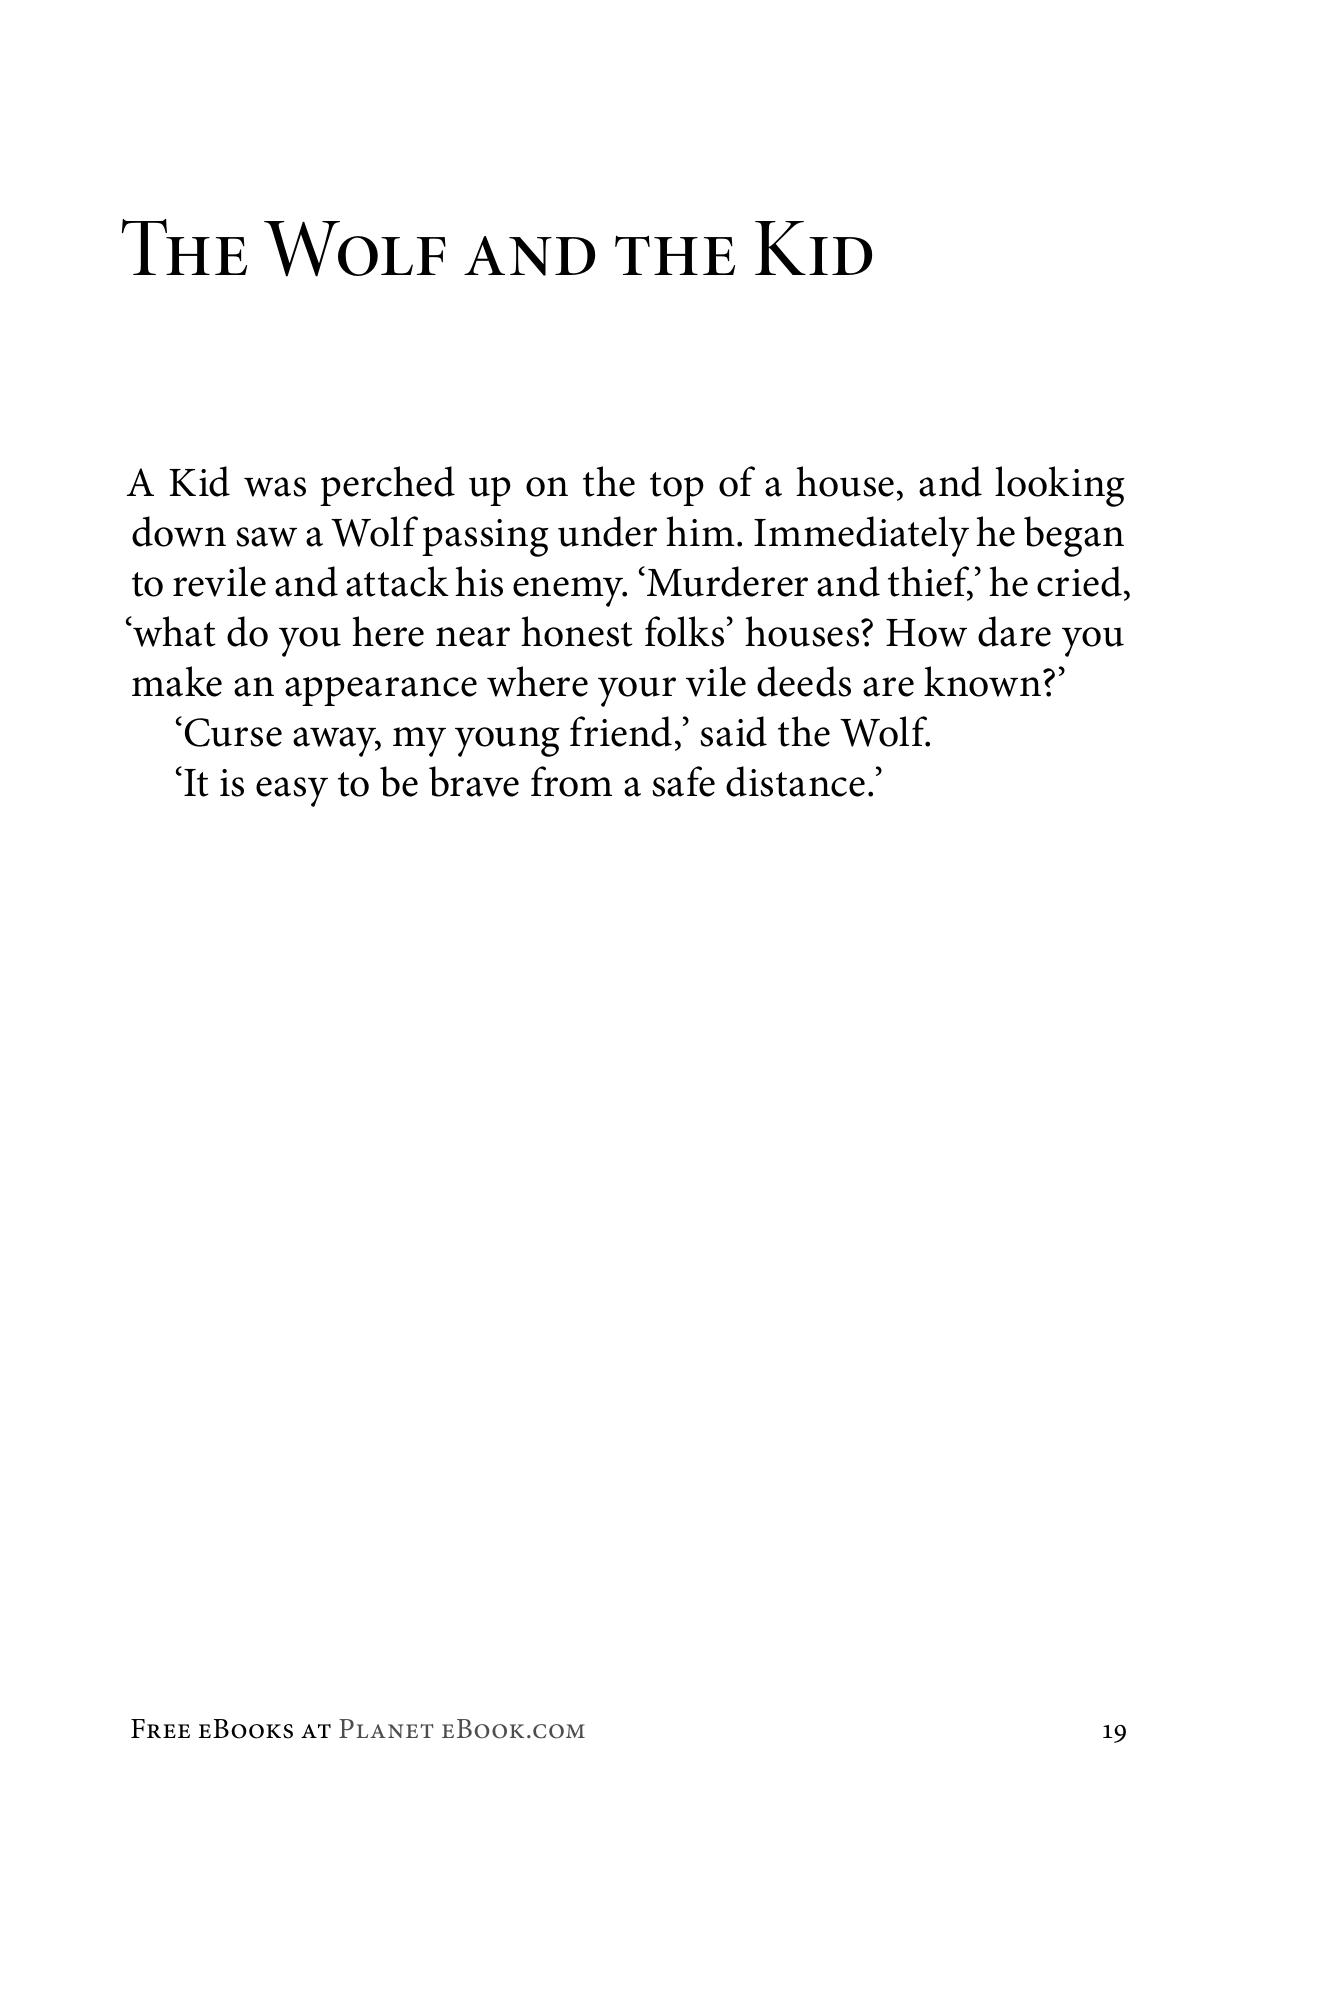 The Wolf and the Kid
A Kid was perched up on the top of a house, and looking
down saw a Wolf passing under him. Immediately he began
to revile and attack his enemy. ‘Murderer and thief,’ he cried,
‘what do you here near honest folks’ houses? How dare you
make an appearance where your vile deeds are known?’
‘Curse away, my young friend,’ said the Wolf.
‘It is easy to be brave from a safe distance.’
Free eBooks at Planet eBook.com 19